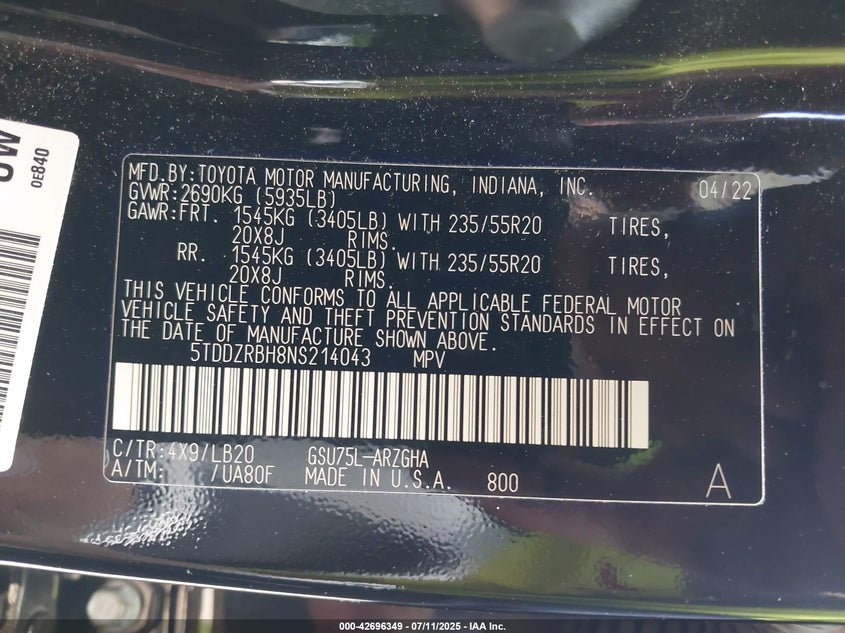 0W
0E840
MFD.BY:TOYOTA MOTOR MANUFACTURING, INDIANA, INC. 04/22
GVWR:2690KG (5935LB)
GAWR:FRT. 1545KG (3405LB) WITH 235/55R20 TIRES,
20X8J RIMS.
RR. 1545KG (3405LB) WITH 235/55R20 TIRES,
20X8J RIMS.
THIS VEHICLE CONFORMS TO ALL APPLICABLE FEDERAL MOTOR
VEHICLE SAFETY AND THEFT PREVENTION STANDARDS IN EFFECT ON
THE DATE OF MANUFACTURE SHOWN ABOVE.
5TDDZRBH8NS214043 MPV
C/TR:4X9/LB20 GSU75L-ARZGHA
A/TM: /UA80F MADE IN U.S.A. 800 A
000-42696349 - 07/11/2025 - IAA Inc.